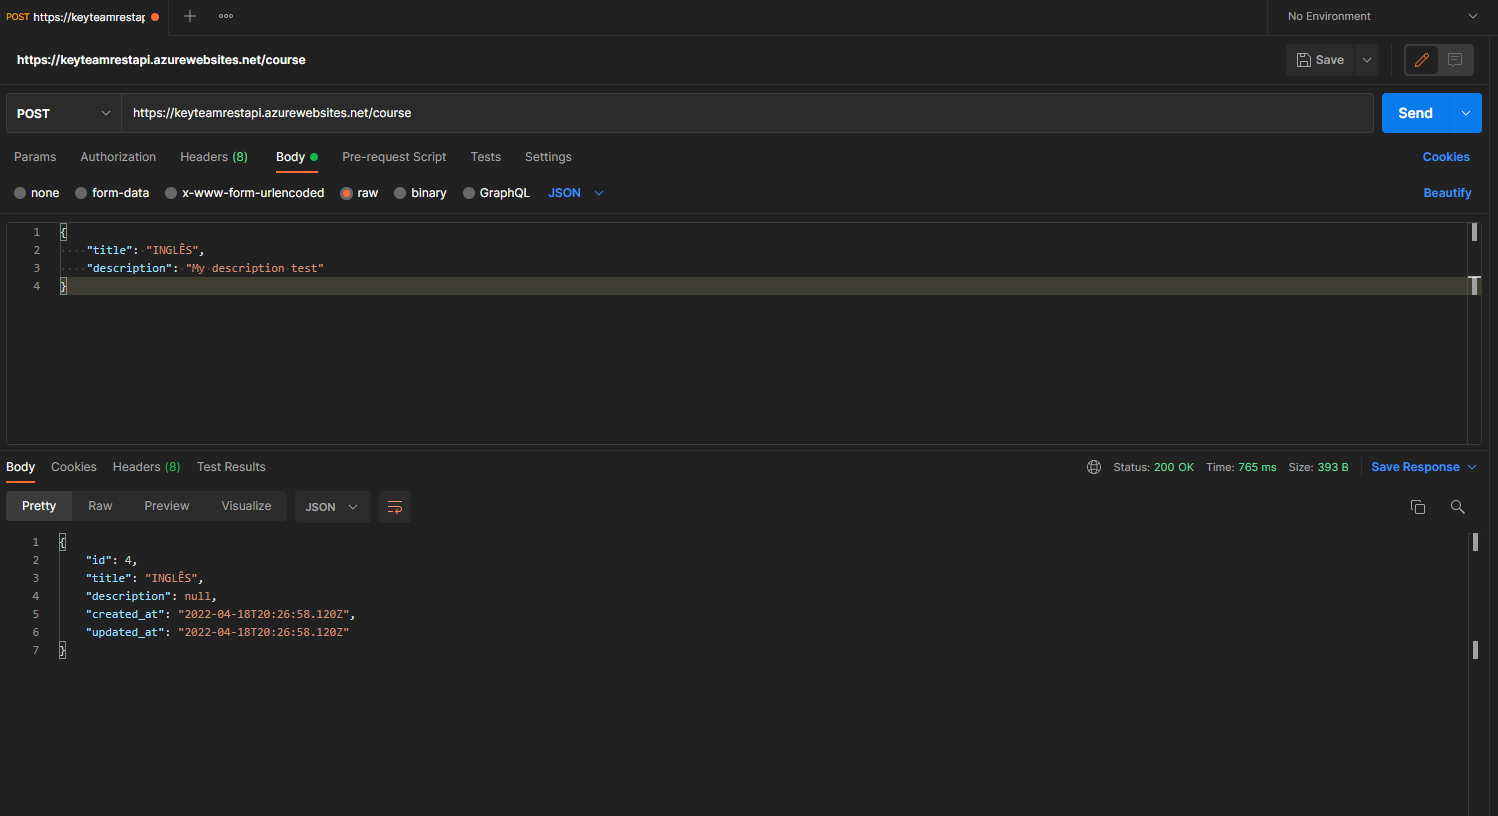 POST https://keyteamrestap
No Environment
https://keyteamrestapi.azurewebsites.net/course
Save
POST https://keyteamrestapi.azurewebsites.net/course
Send
Params Authorization Headers (8) Body Pre-request Script Tests Settings
Cookies
none form-data x-www-form-urlencoded raw binary GraphQL JSON
Beautify
1 {
2 "title": "INGLÊS",
3 "description": "My description test"
4 }
Body Cookies Headers (8) Test Results
Status: 200 OK Time: 765 ms Size: 393 B Save Response
Pretty Raw Preview Visualize JSON
1 {
2 "id": 4,
3 "title": "INGLÊS",
4 "description": null,
5 "created_at": "2022-04-18T20:26:58.120Z",
6 "updated_at": "2022-04-18T20:26:58.120Z"
7 }